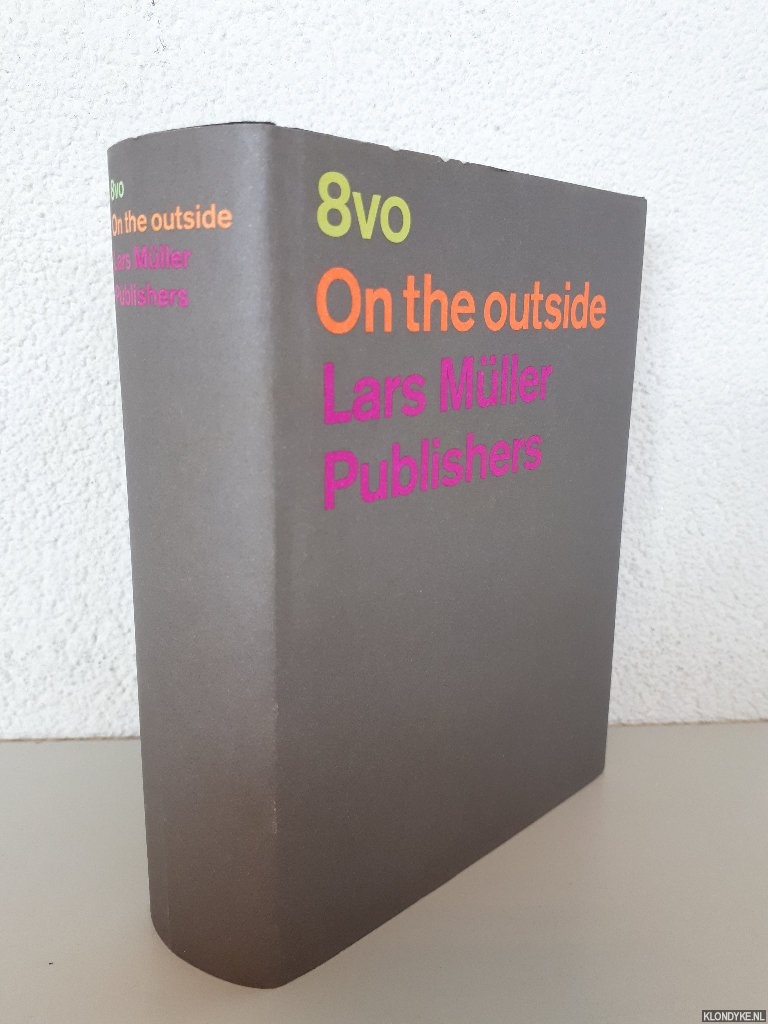 8vo
On the outside
Lars Müller
Publishers
8vo
On the outside
Lars Müller
Publishers
KLONDYKE.NL